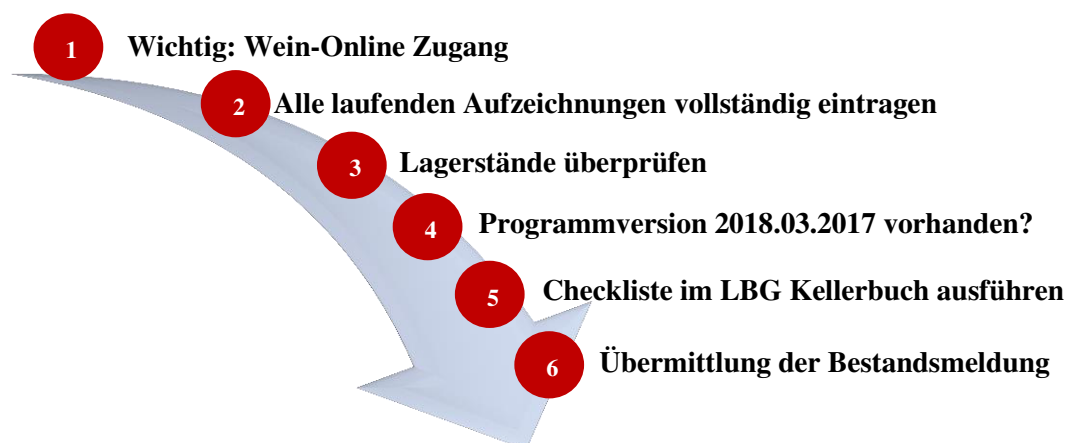 1 Wichtig: Wein-Online Zugang
2 Alle laufenden Aufzeichnungen vollständig eintragen
3 Lagerstände überprüfen
4 Programmversion 2018.03.2017 vorhanden?
5 Checkliste im LBG Kellerbuch ausführen
6 Übermittlung der Bestandsmeldung